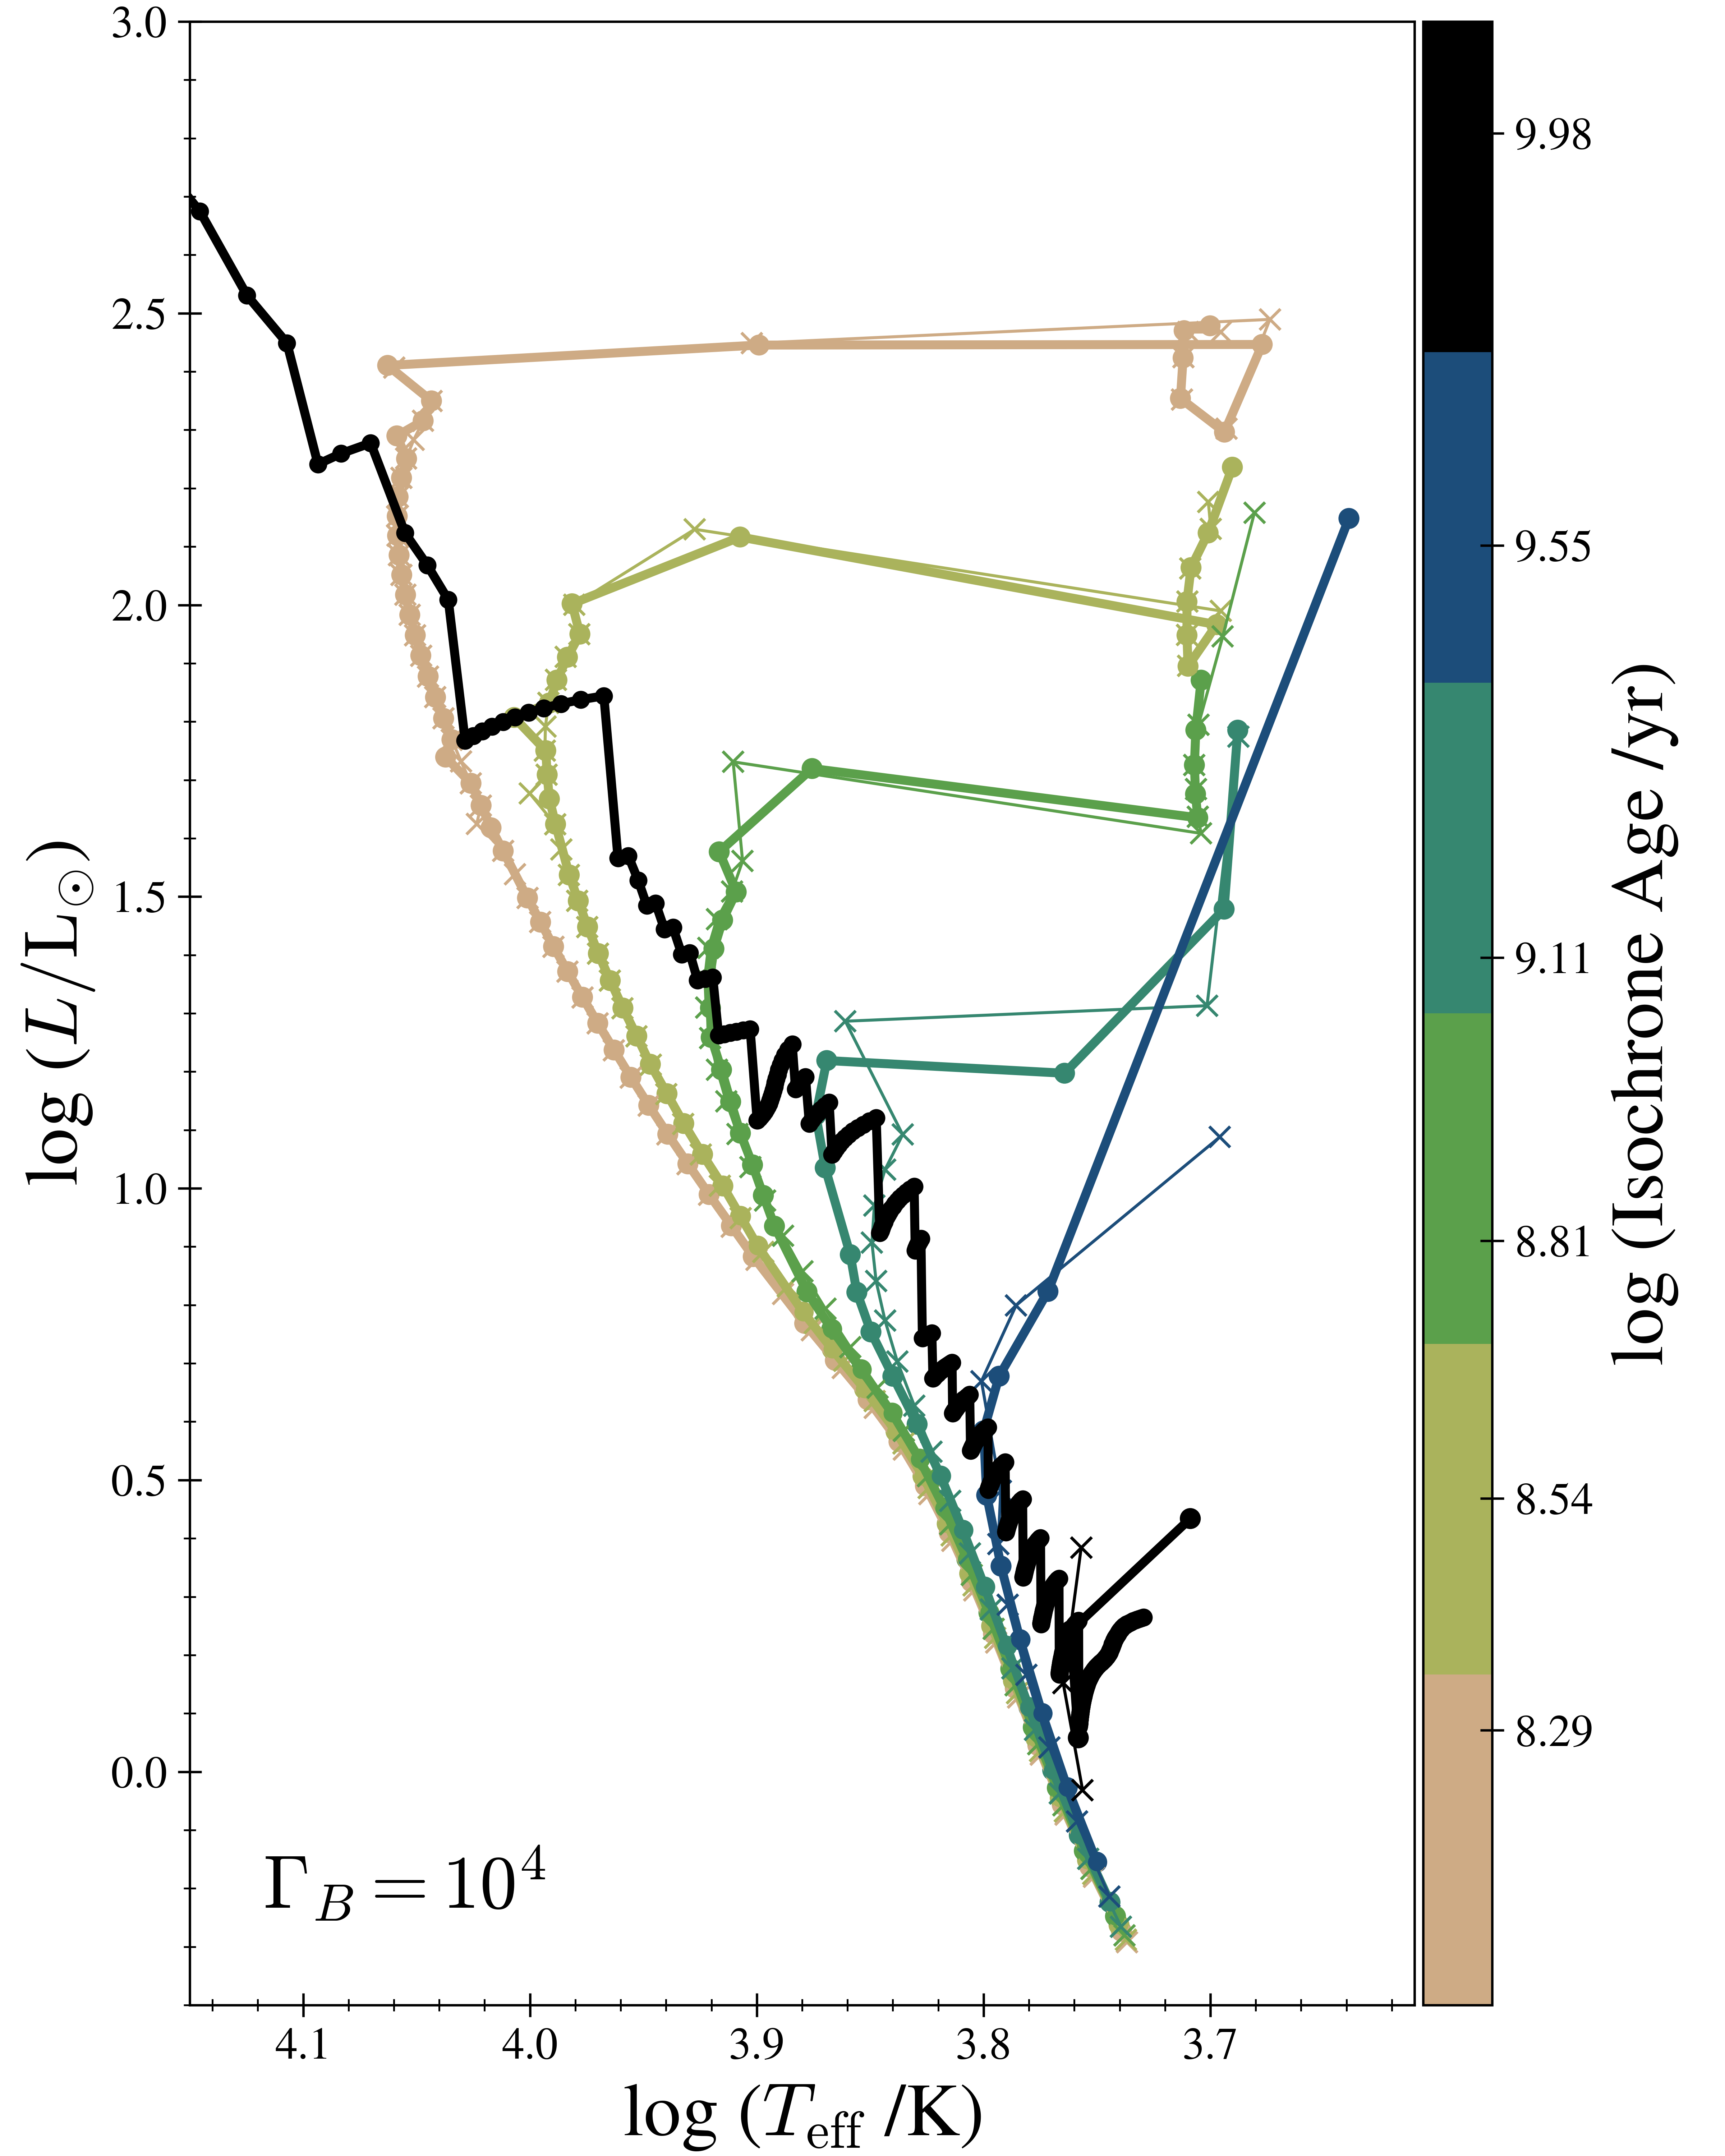 3.0
2.5
2.0
1.5
1.0
0.5
0.0
log (L/L☉)
4.1 4.0 3.9 3.8 3.7
log (T_eff /K)
Γ_B = 10^4
9.98
9.55
9.11
8.81
8.54
8.29
log (Isochrone Age /yr)